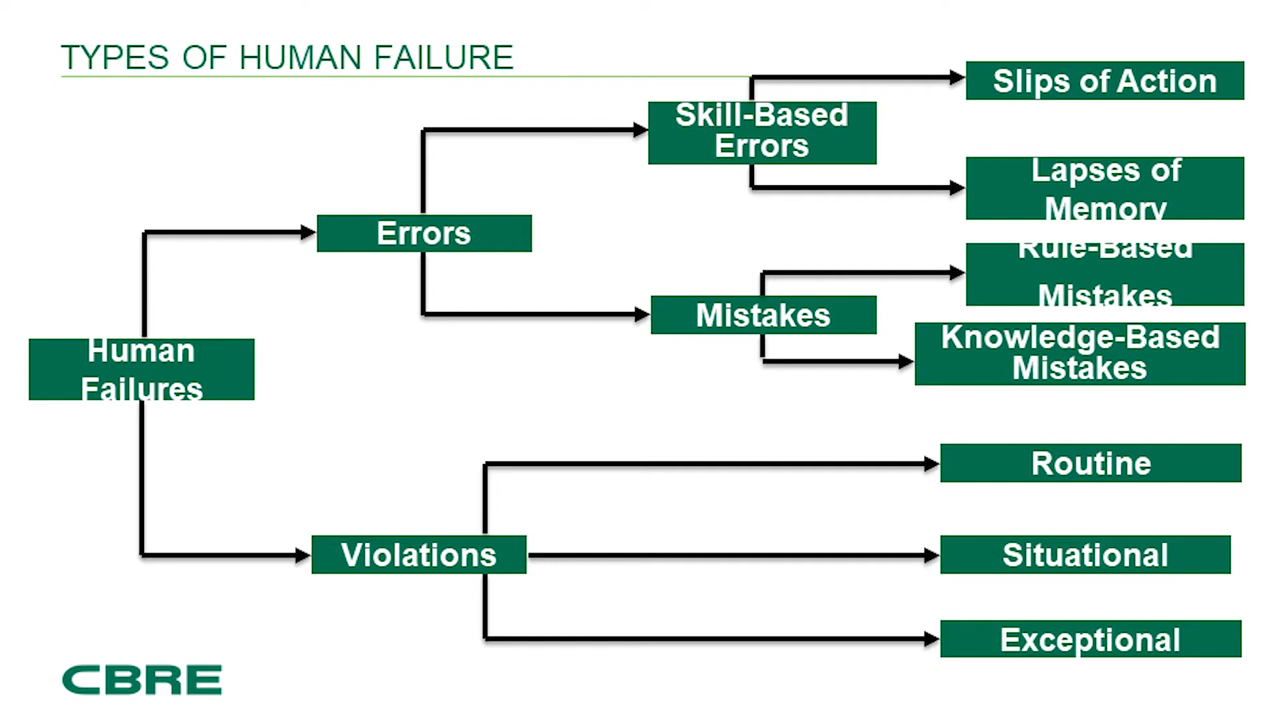 TYPES OF HUMAN FAILURE
Slips of Action
Skill-Based
Errors
Lapses of
Memory
Errors
Rule-Based
Mistakes
Mistakes
Knowledge-Based
Mistakes
Human
Failures
Routine
Violations
Situational
Exceptional
CBRE